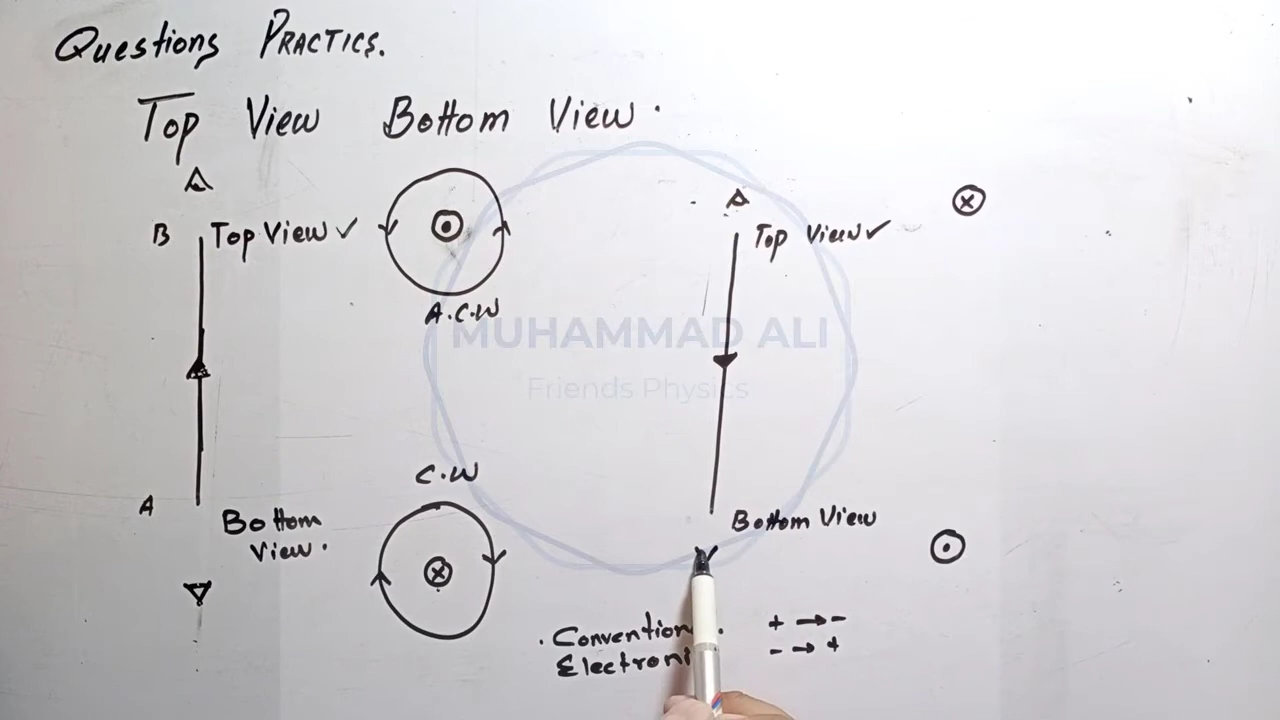 Questions PRACTICS.
Top View Bottom View.
B Top View ✓
A.C.W
Top View ✓
MUHAMMAD ALI
Friends Physics
C.W
A Bottom
View.
Bottom View
. Convention
+ → -
Electroni
- → +